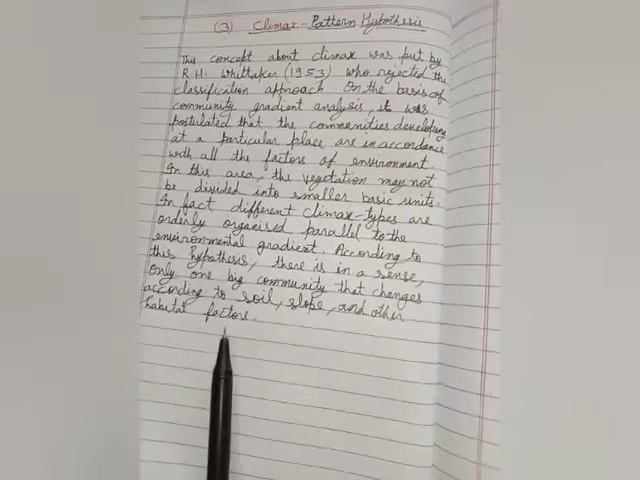 (3) Climax-Pattern Hypothesis
This concept about climax was put by
R.H. Whittaker (1953) who rejected the
classification approach. On the basis of
community gradient analysis, it was
postulated that the communities developing
at a particular place are in accordance
with all the factors of environment.
In this area, the vegetation may not
be divided into smaller basic units.
In fact different climax-types are
orderly organised parallel to the
environmental gradient. According to
this hypothesis, there is in a sense,
only one big community that changes
according to soil, slope, and other
habitat factors.